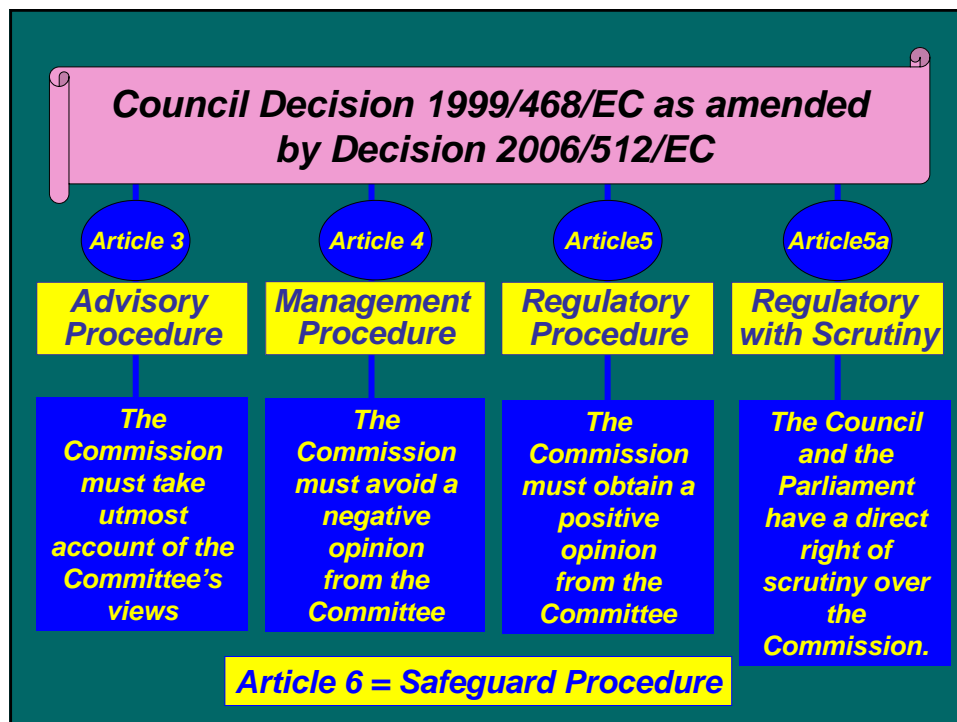 Council Decision 1999/468/EC as amended
by Decision 2006/512/EC
Article 3
Advisory
Procedure
The
Commission
must take
utmost
account of the
Committee's
views
Article 4
Management
Procedure
The
Commission
must avoid a
negative
opinion
from the
Committee
Article5
Regulatory
Procedure
The
Commission
must obtain a
positive
opinion
from the
Committee
Article5a
Regulatory
with Scrutiny
The Council
and the
Parliament
have a direct
right of
scrutiny over
the
Commission.
Article 6 = Safeguard Procedure